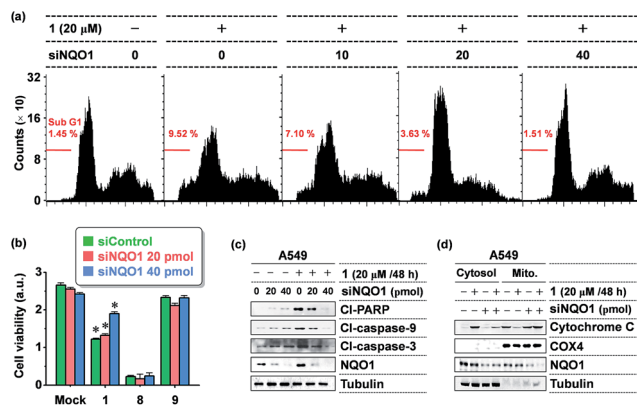 (a)
1 (20 μM) − + + + +
siNQO1 0 0 10 20 40
Counts (× 10)
32
16
0
Sub G1
1.45 %
9.52 %
7.10 %
3.63 %
1.51 %
(b)
siControl
siNQO1 20 pmol
siNQO1 40 pmol
Cell viability (a.u.)
3
2
1
0
* * *
Mock 1 8 9
(c)
A549
− − − + + + 1 (20 μM /48 h)
0 20 40 0 20 40 siNQO1 (pmol)
Cl-PARP
Cl-caspase-9
Cl-caspase-3
NQO1
Tubulin
(d)
A549
Cytosol Mito.
− + − + − + − + 1 (20 μM /48 h)
− − + + − − + + siNQO1 (pmol)
Cytochrome C
COX4
NQO1
Tubulin